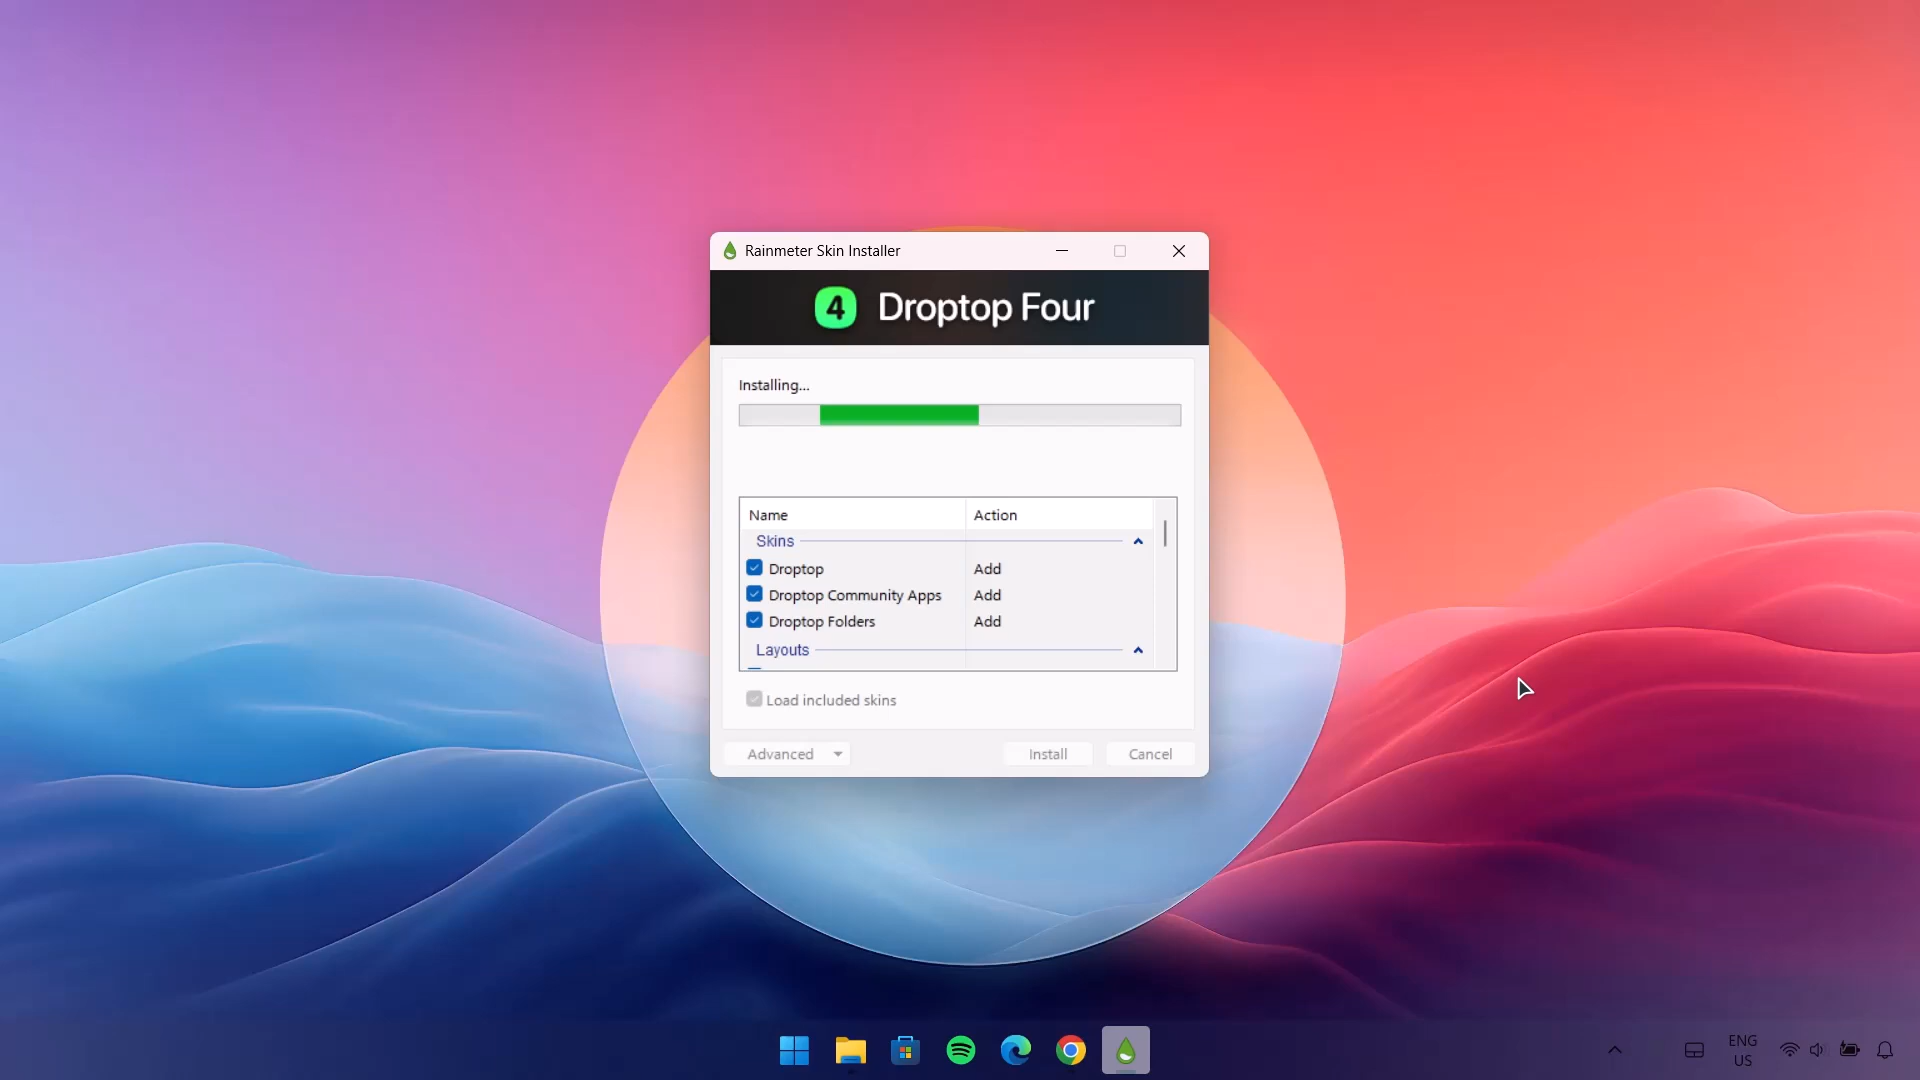 Rainmeter Skin Installer
4 Droptop Four
Installing...
Name Action
Skins
Droptop Add
Droptop Community Apps Add
Droptop Folders Add
Layouts
Load included skins
Advanced Install Cancel
ENG
US